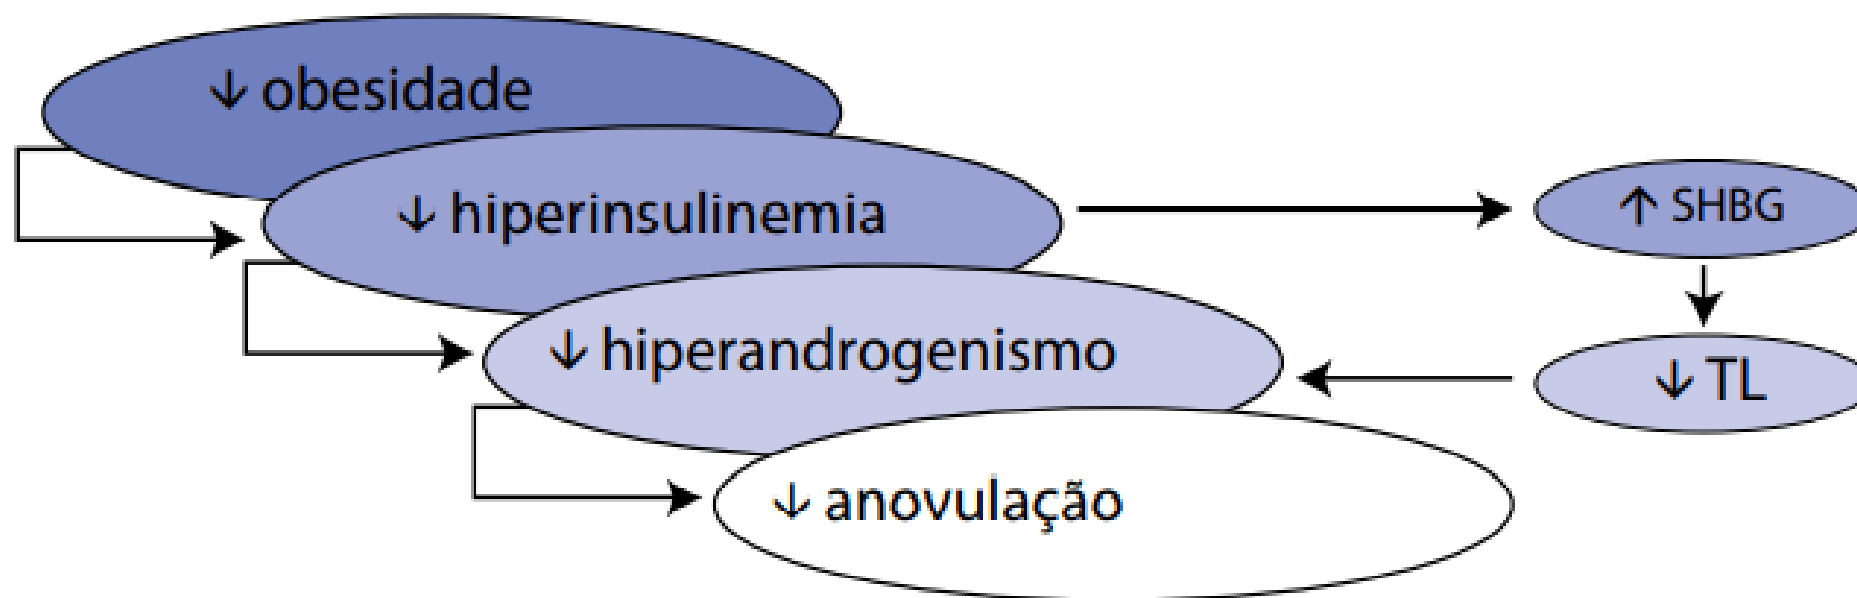 ↓ obesidade
↓ hiperinsulinemia
↑ SHBG
↓ hiperandrogenismo
↓ TL
↓ anovulação